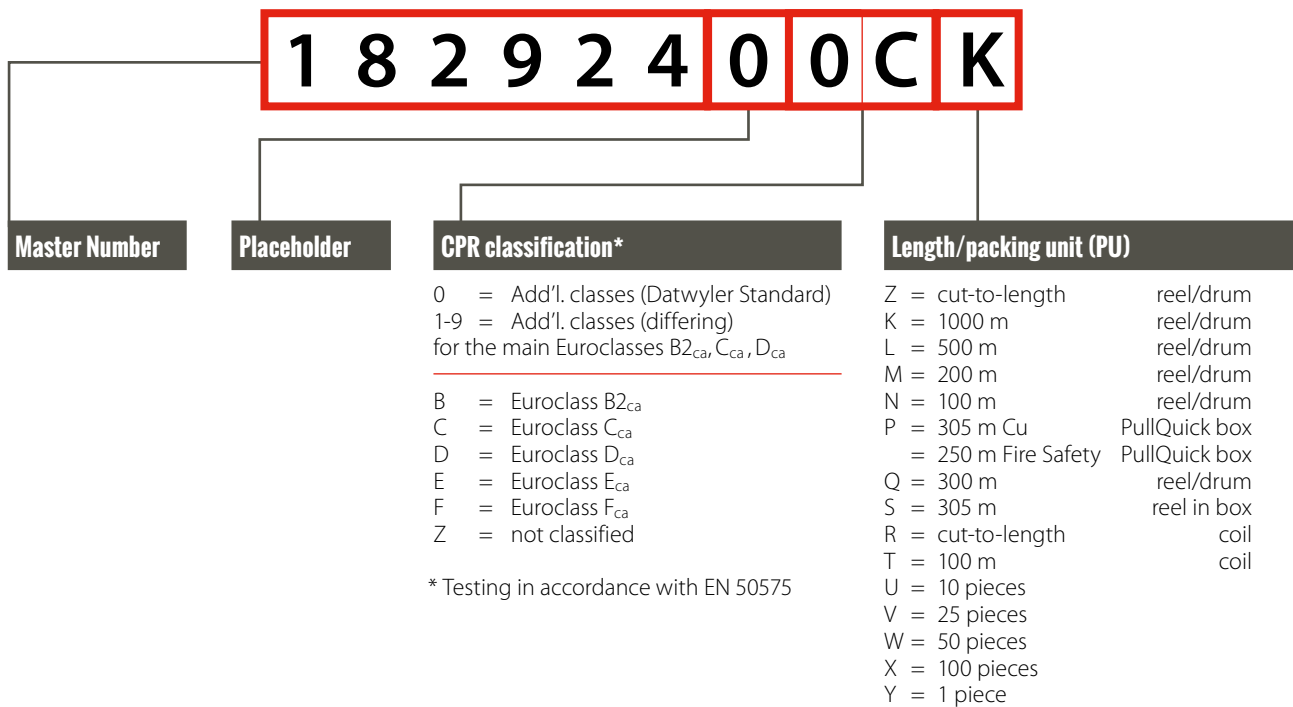 1 8 2 9 2 4 0 0 C K
Master Number
Placeholder
CPR classification*
0 = Add'l. classes (Datwyler Standard)
1-9 = Add'l. classes (differing)
for the main Euroclasses B2ca, Cca , Dca
B = Euroclass B2ca
C = Euroclass Cca
D = Euroclass Dca
E = Euroclass Eca
F = Euroclass Fca
Z = not classified
* Testing in accordance with EN 50575
Length/packing unit (PU)
Z = cut-to-length reel/drum
K = 1000 m reel/drum
L = 500 m reel/drum
M = 200 m reel/drum
N = 100 m reel/drum
P = 305 m Cu PullQuick box
= 250 m Fire Safety PullQuick box
Q = 300 m reel/drum
S = 305 m reel in box
R = cut-to-length coil
T = 100 m coil
U = 10 pieces
V = 25 pieces
W = 50 pieces
X = 100 pieces
Y = 1 piece